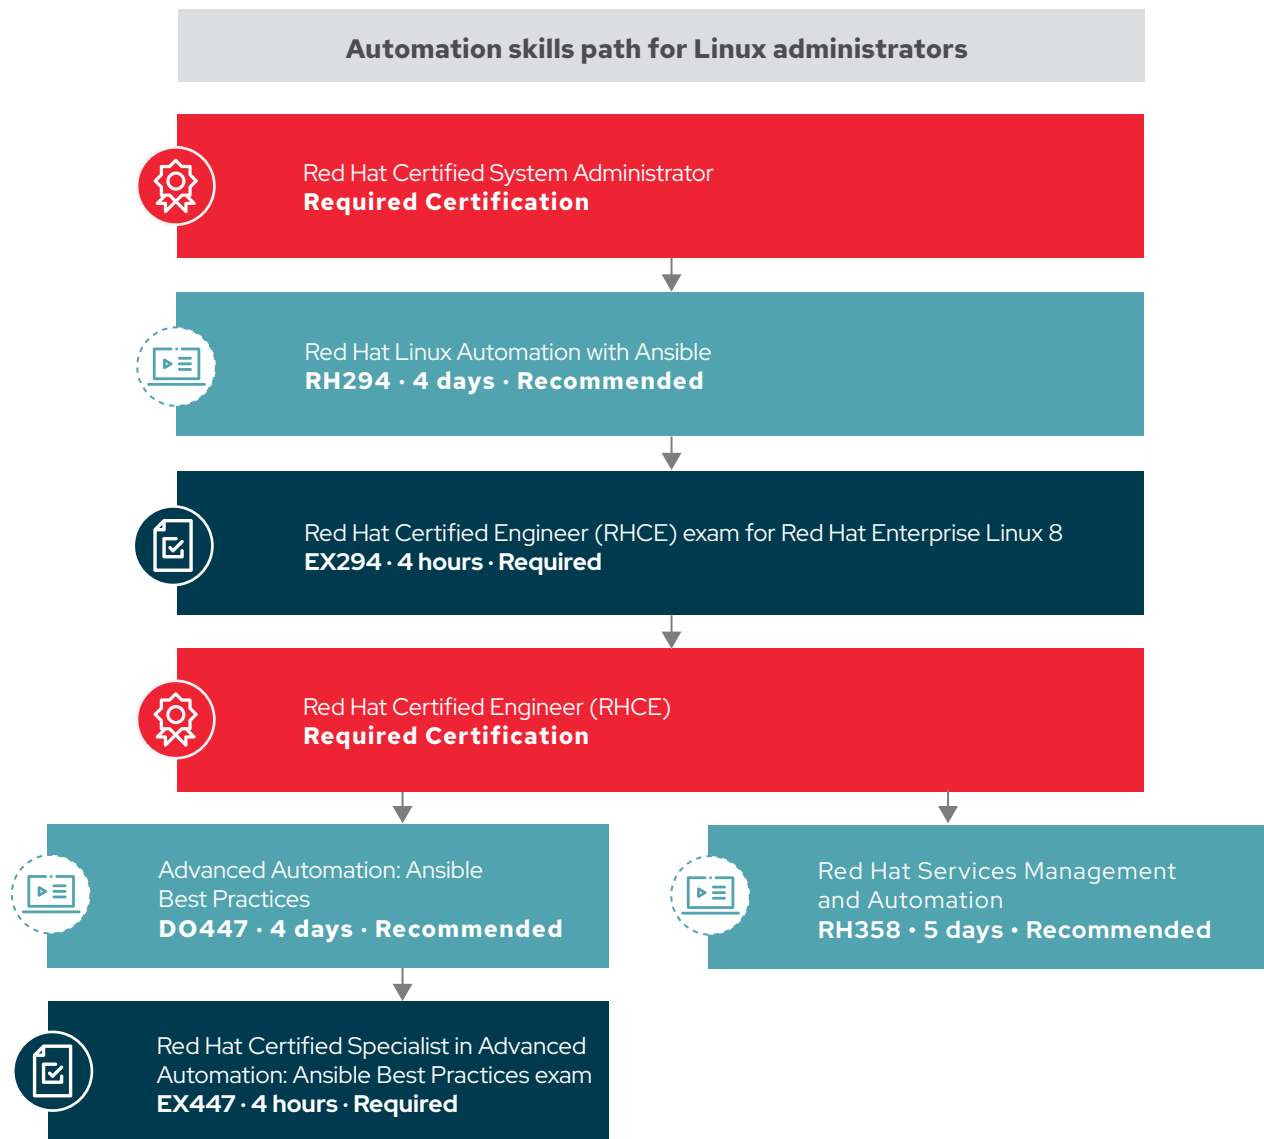 Automation skills path for Linux administrators
Red Hat Certified System Administrator
Required Certification
Red Hat Linux Automation with Ansible
RH294 · 4 days · Recommended
Red Hat Certified Engineer (RHCE) exam for Red Hat Enterprise Linux 8
EX294 · 4 hours · Required
Red Hat Certified Engineer (RHCE)
Required Certification
Advanced Automation: Ansible
Best Practices
DO447 · 4 days · Recommended
Red Hat Services Management
and Automation
RH358 • 5 days • Recommended
Red Hat Certified Specialist in Advanced
Automation: Ansible Best Practices exam
EX447 · 4 hours · Required